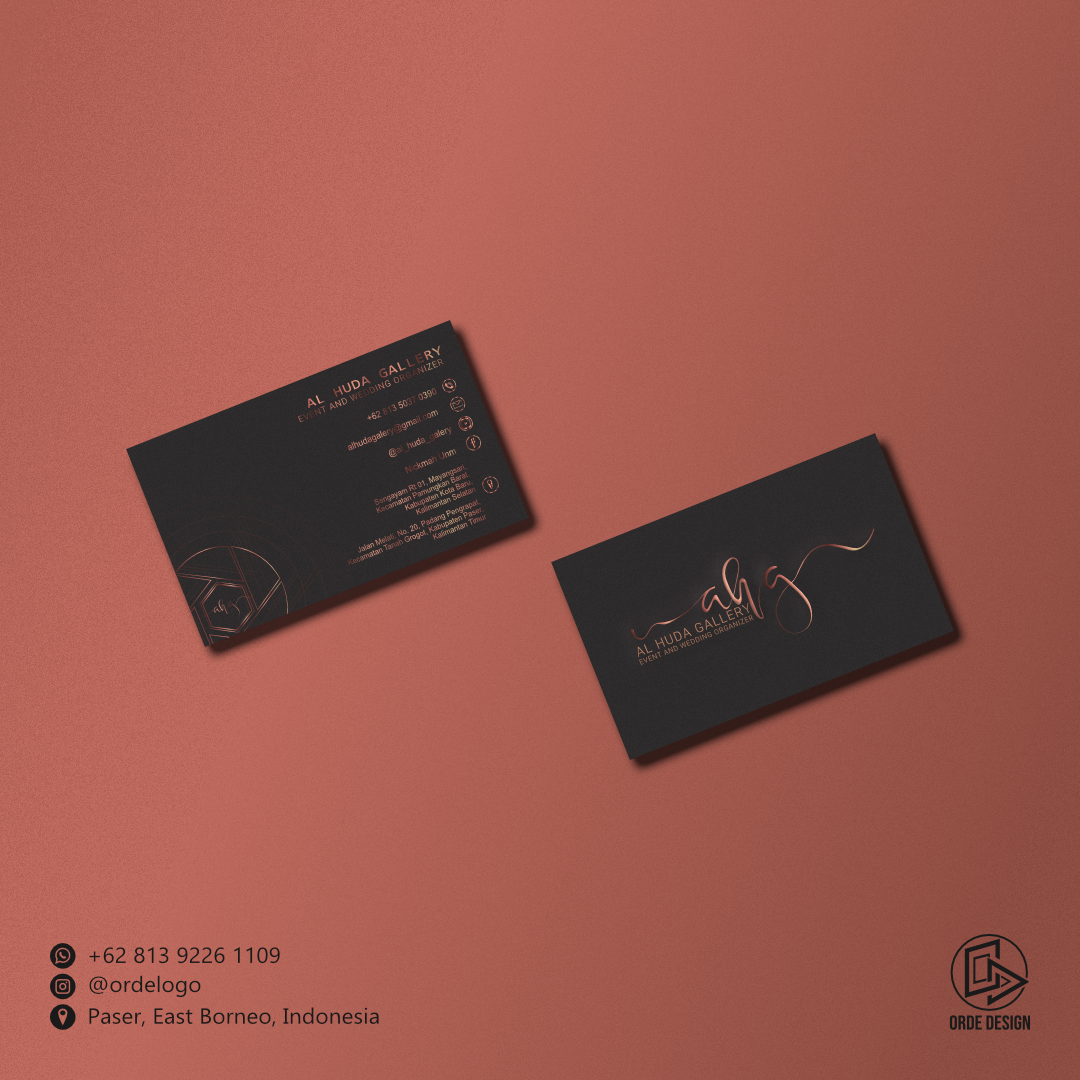 AL HUDA GALLERY
EVENT AND WEDDING ORGANIZER
+62 813 5037 0390
alhudagalery@gmail.com
@al_huda_galery
Nickmah Unm
Sengayam Rt.01, Mayangsari,
Kecamatan Pamungkan Barat,
Kabupaten Kota Baru,
Kalimantan Selatan
Jalan Melati, No. 20, Padang Pengrapat,
Kecamatan Tanah Grogot, Kabupaten Paser,
Kalimantan Timur
ahg
ahg
AL HUDA GALLERY
EVENT AND WEDDING ORGANIZER
+62 813 9226 1109
@ordelogo
Paser, East Borneo, Indonesia
ORDE DESIGN